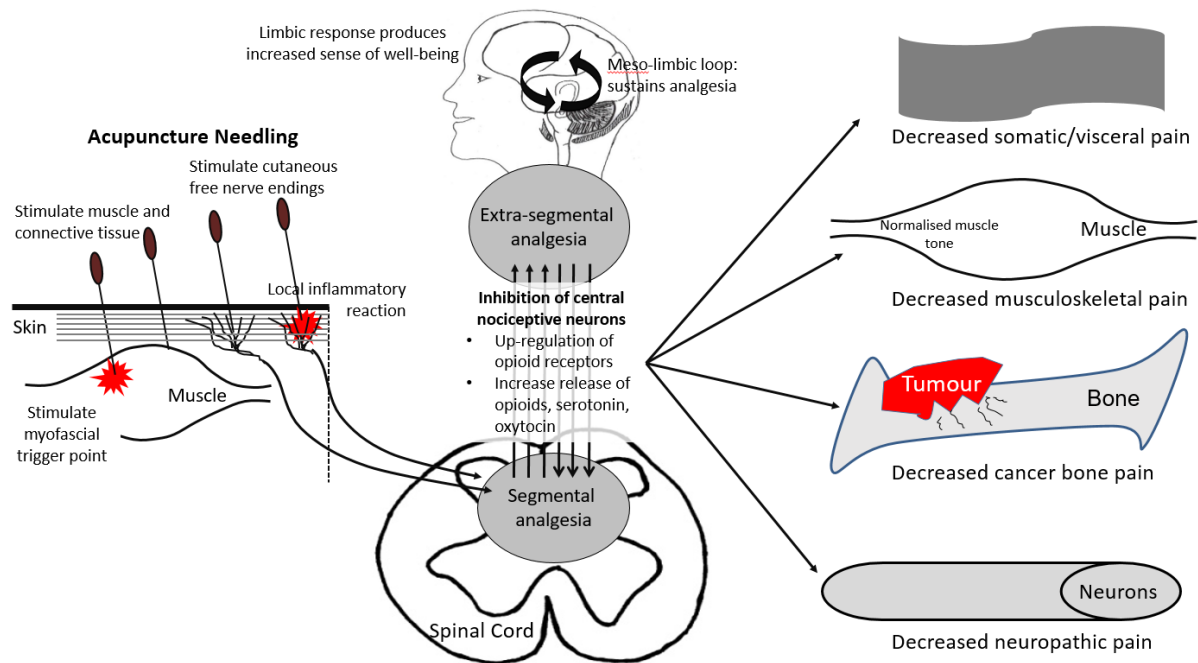 Limbic response produces
increased sense of well-being
Meso-limbic loop:
sustains analgesia
Acupuncture Needling
Stimulate cutaneous
free nerve endings
Stimulate muscle and
connective tissue
Local inflammatory
reaction
Skin
Muscle
Stimulate
myofascial
trigger point
Extra-segmental
analgesia
Inhibition of central
nociceptive neurons
• Up-regulation of
opioid receptors
• Increase release of
opioids, serotonin,
oxytocin
Segmental
analgesia
Spinal Cord
Decreased somatic/visceral pain
Normalised muscle
tone
Muscle
Decreased musculoskeletal pain
Tumour
Bone
Decreased cancer bone pain
Neurons
Decreased neuropathic pain